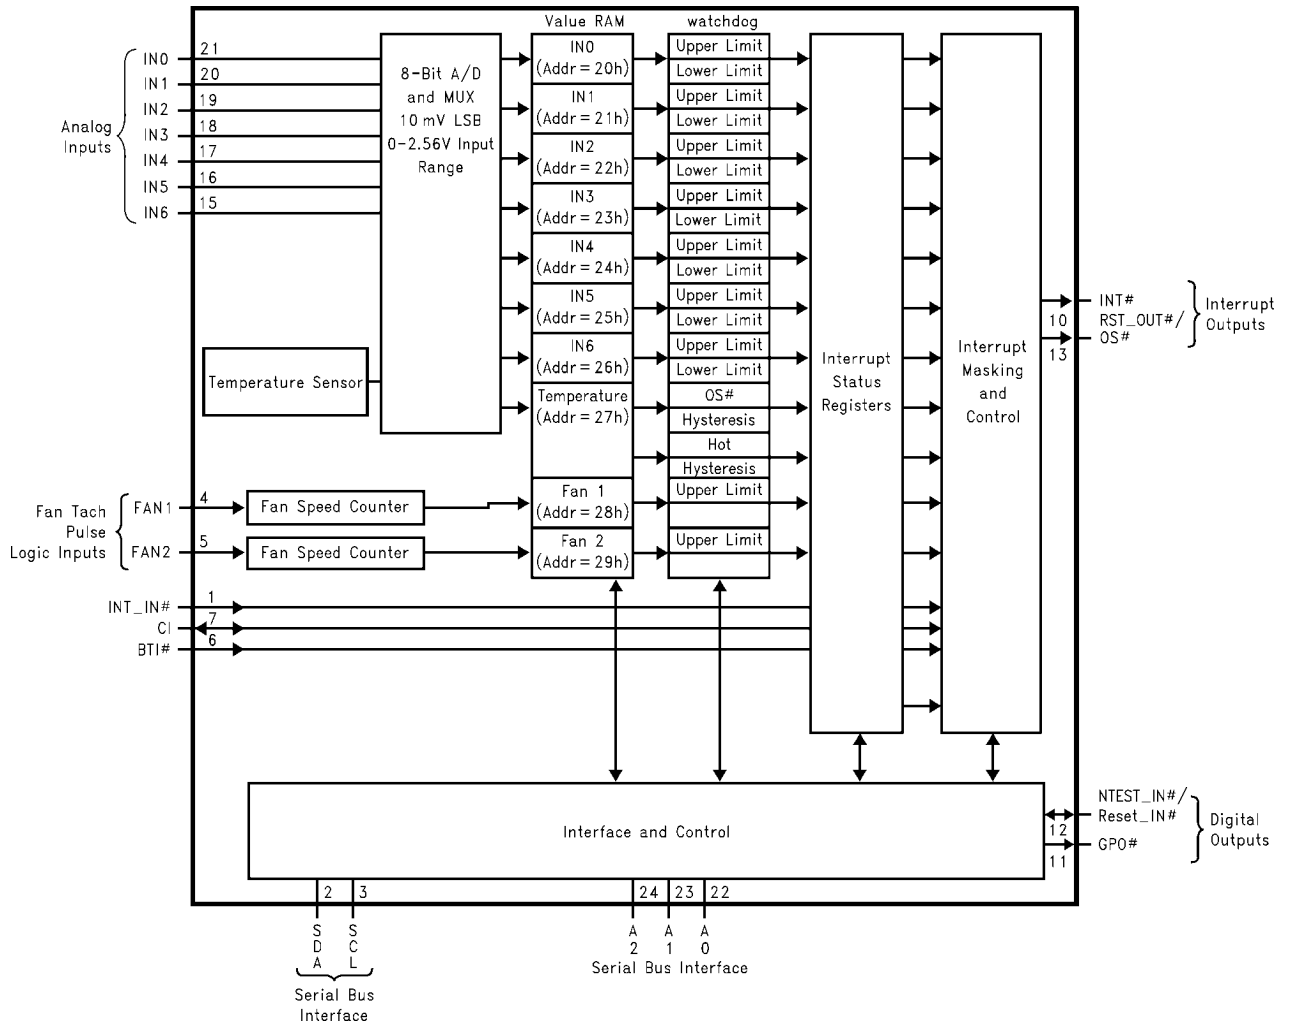 Value RAM
watchdog
Analog
Inputs
IN0
21
IN1
20
IN2
19
IN3
18
IN4
17
IN5
16
IN6
15
8-Bit A/D
and MUX
10 mV LSB
0-2.56V Input
Range
Temperature Sensor
IN0
(Addr = 20h)
IN1
(Addr = 21h)
IN2
(Addr = 22h)
IN3
(Addr = 23h)
IN4
(Addr = 24h)
IN5
(Addr = 25h)
IN6
(Addr = 26h)
Temperature
(Addr = 27h)
Fan 1
(Addr = 28h)
Fan 2
(Addr = 29h)
Upper Limit
Lower Limit
Upper Limit
Lower Limit
Upper Limit
Lower Limit
Upper Limit
Lower Limit
Upper Limit
Lower Limit
Upper Limit
Lower Limit
Upper Limit
Lower Limit
OS#
Hysteresis
Hot
Hysteresis
Upper Limit
Upper Limit
Interrupt
Status
Registers
Interrupt
Masking
and
Control
INT#
10
RST_OUT#/
OS#
13
Interrupt
Outputs
Fan Tach
Pulse
Logic Inputs
FAN1
4
Fan Speed Counter
FAN2
5
Fan Speed Counter
INT_IN#
1
CI
7
BTI#
6
Interface and Control
NTEST_IN#/
Reset_IN#
12
GPO#
11
Digital
Outputs
2
3
24
23
22
SDA
SCL
A2
A1
A0
Serial Bus Interface
Serial Bus
Interface